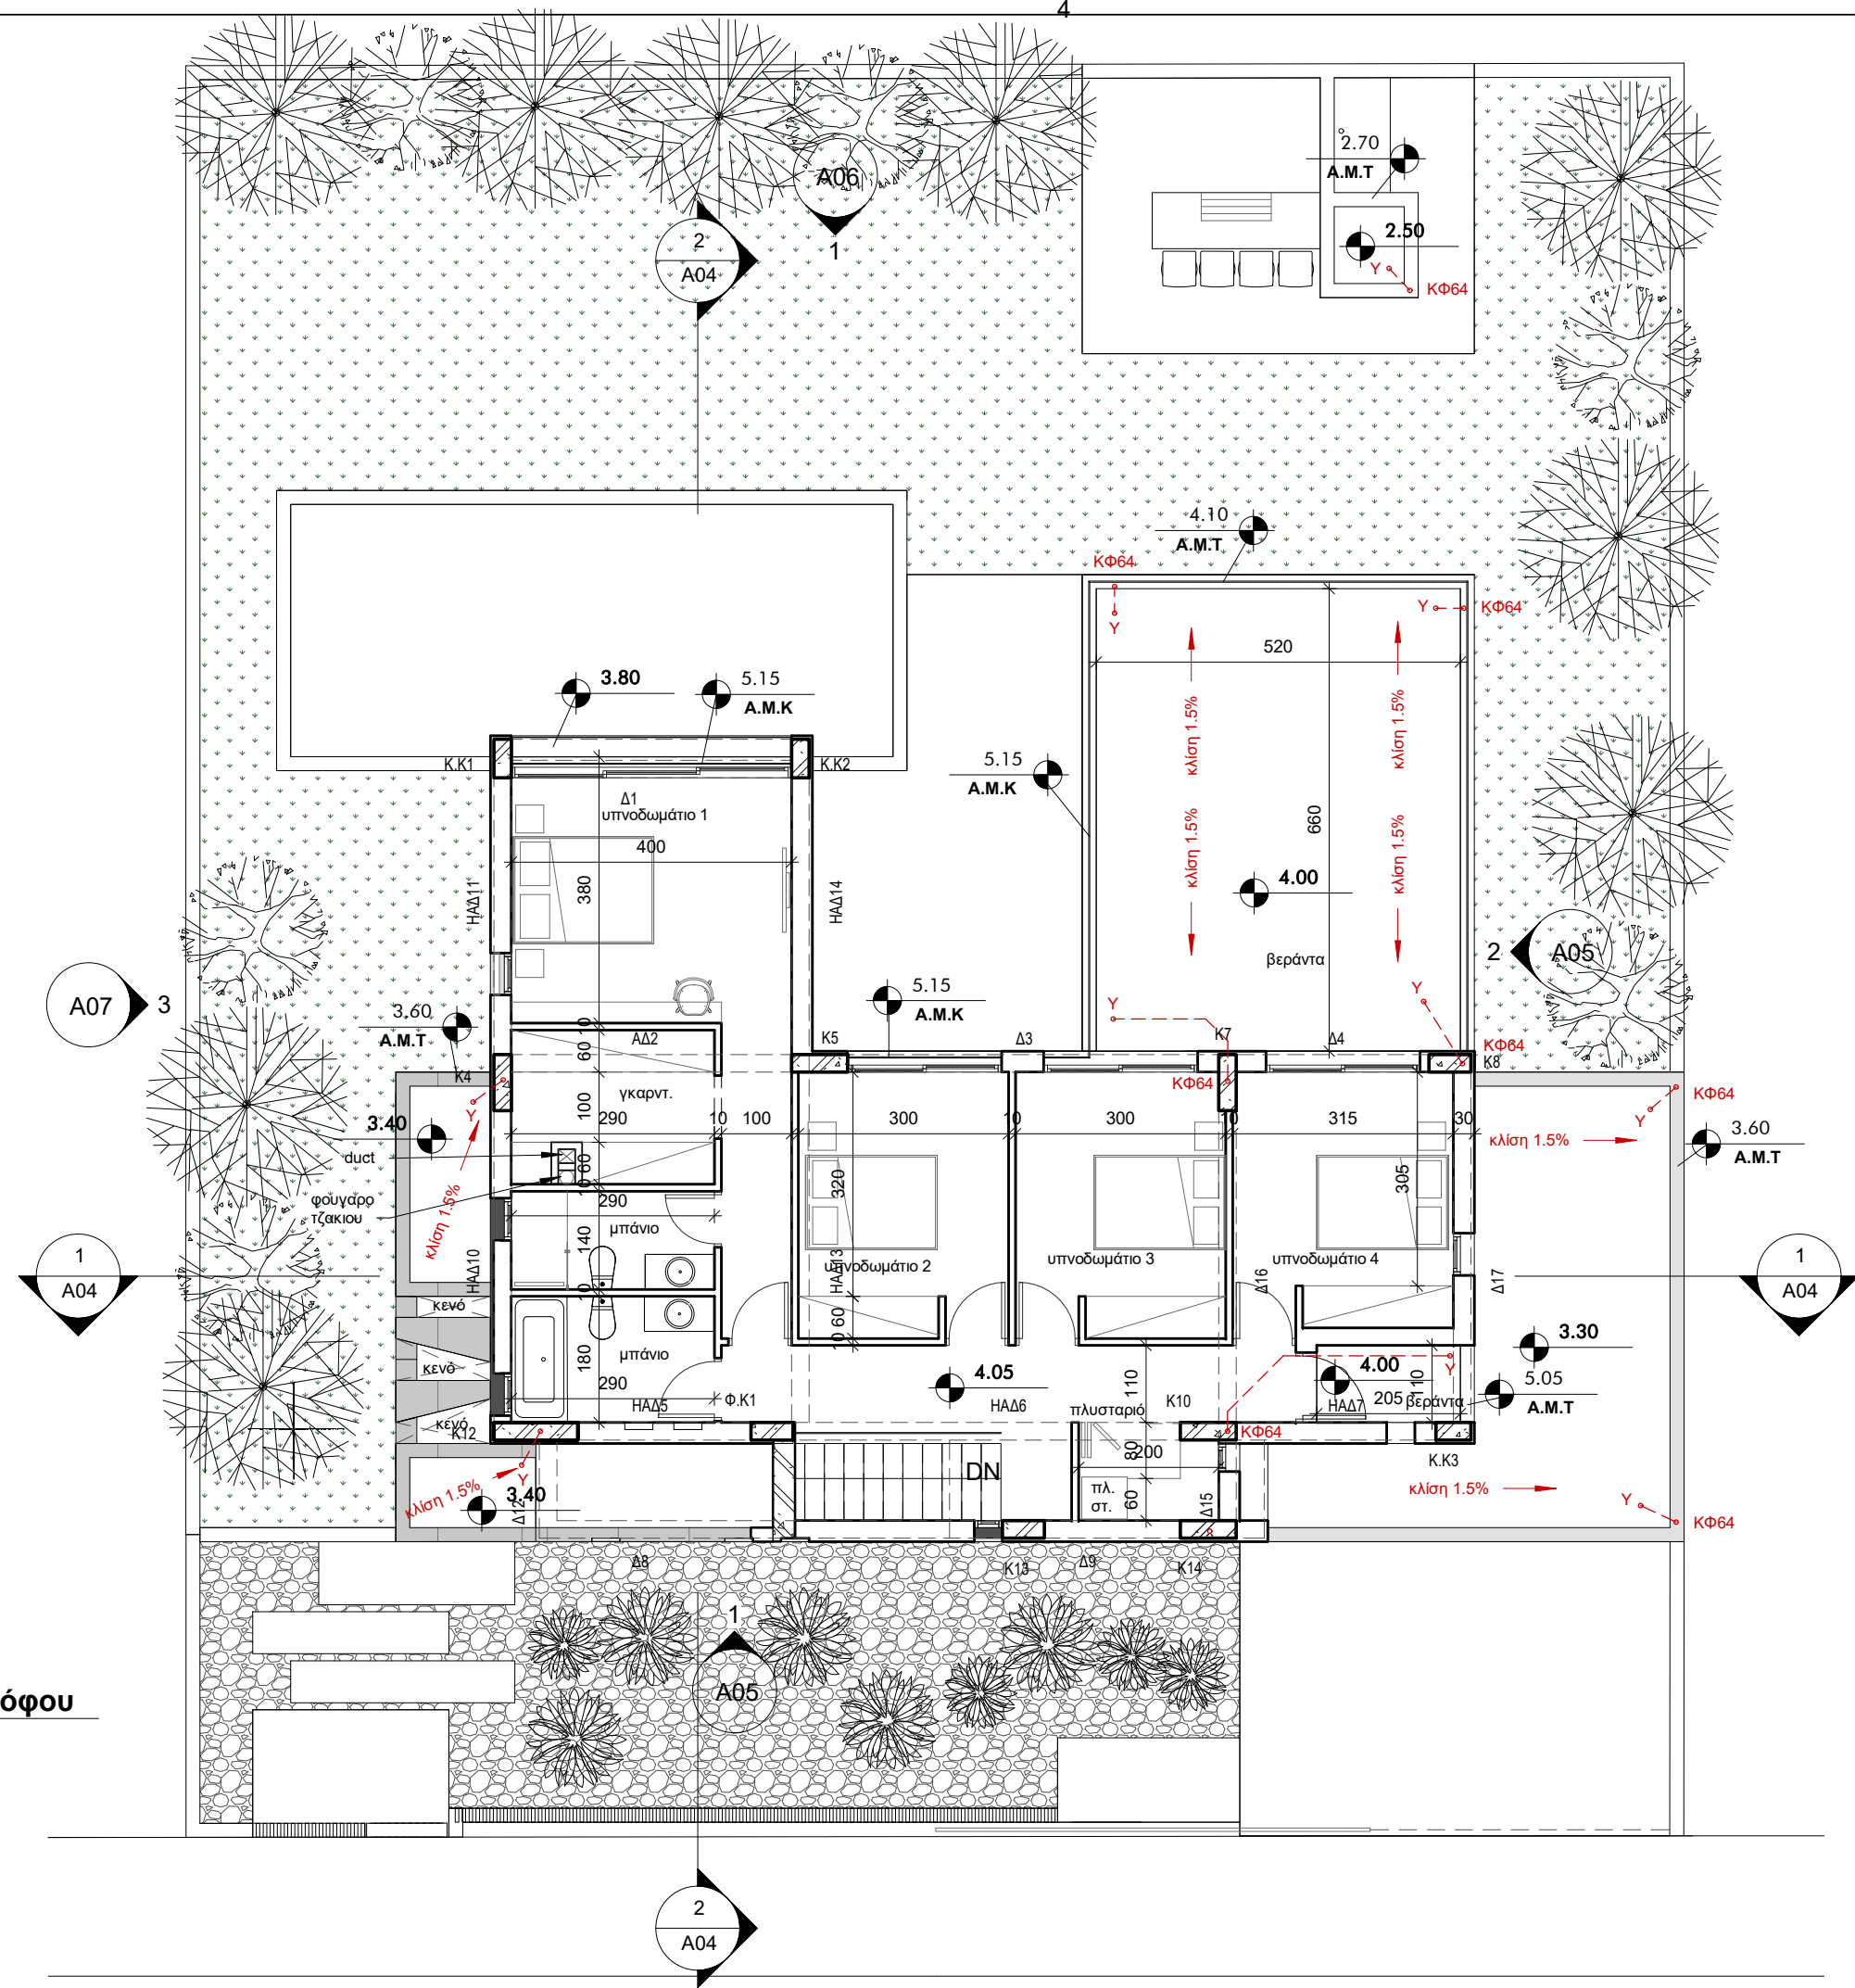 4
A06
1
2
A04
2.70
Α.Μ.Τ
2.50
Υ
ΚΦ64
4.10
Α.Μ.Τ
ΚΦ64
Υ
Υ
ΚΦ64
520
κλίση 1.5%
κλίση 1.5%
3.80
5.15
Α.Μ.Κ
Κ.Κ1
Κ.Κ2
5.15
Α.Μ.Κ
Δ1
υπνοδωμάτιο 1
400
380
660
κλίση 1.5%
κλίση 1.5%
4.00
βεράντα
ΗΑΔ11
ΗΑΔ14
2
A05
A07
3
3.60
Α.Μ.Τ
5.15
Α.Μ.Κ
Υ
Υ
10
60
ΑΔ2
Κ5
Δ3
Κ7
Δ4
ΚΦ64
Κ8
Κ4
Υ
ΚΦ64
γκαρντ.
100
290
10
100
300
10
300
10
315
30
ΚΦ64
Υ
κλίση 1.5%
3.60
Α.Μ.Τ
3.40
duct
φουγαρο
τζακιου
κλίση 1.5%
60
10
290
μπάνιο
140
10
320
305
υπνοδωμάτιο 2
ΗΑΔ13
υπνοδωμάτιο 3
υπνοδωμάτιο 4
Δ16
Δ17
ΗΑΔ10
1
A04
1
A04
κενό
κενό
κενό
Κ12
180
μπάνιο
290
ΗΑΔ5
Φ.Κ1
60
10
4.05
ΗΑΔ6
110
πλυσταριό
Κ10
4.00
Υ
110
205
βεράντα
ΗΑΔ7
3.30
5.05
Α.Μ.Τ
ΚΦ64
Κ.Κ3
κλίση 1.5%
Υ
ΚΦ64
80
200
60
πλ.
στ.
Δ15
DN
κλίση 1.5%
Υ
3.40
Δ12
Δ8
Κ13
Δ9
Κ14
1
A05
όφου
2
A04